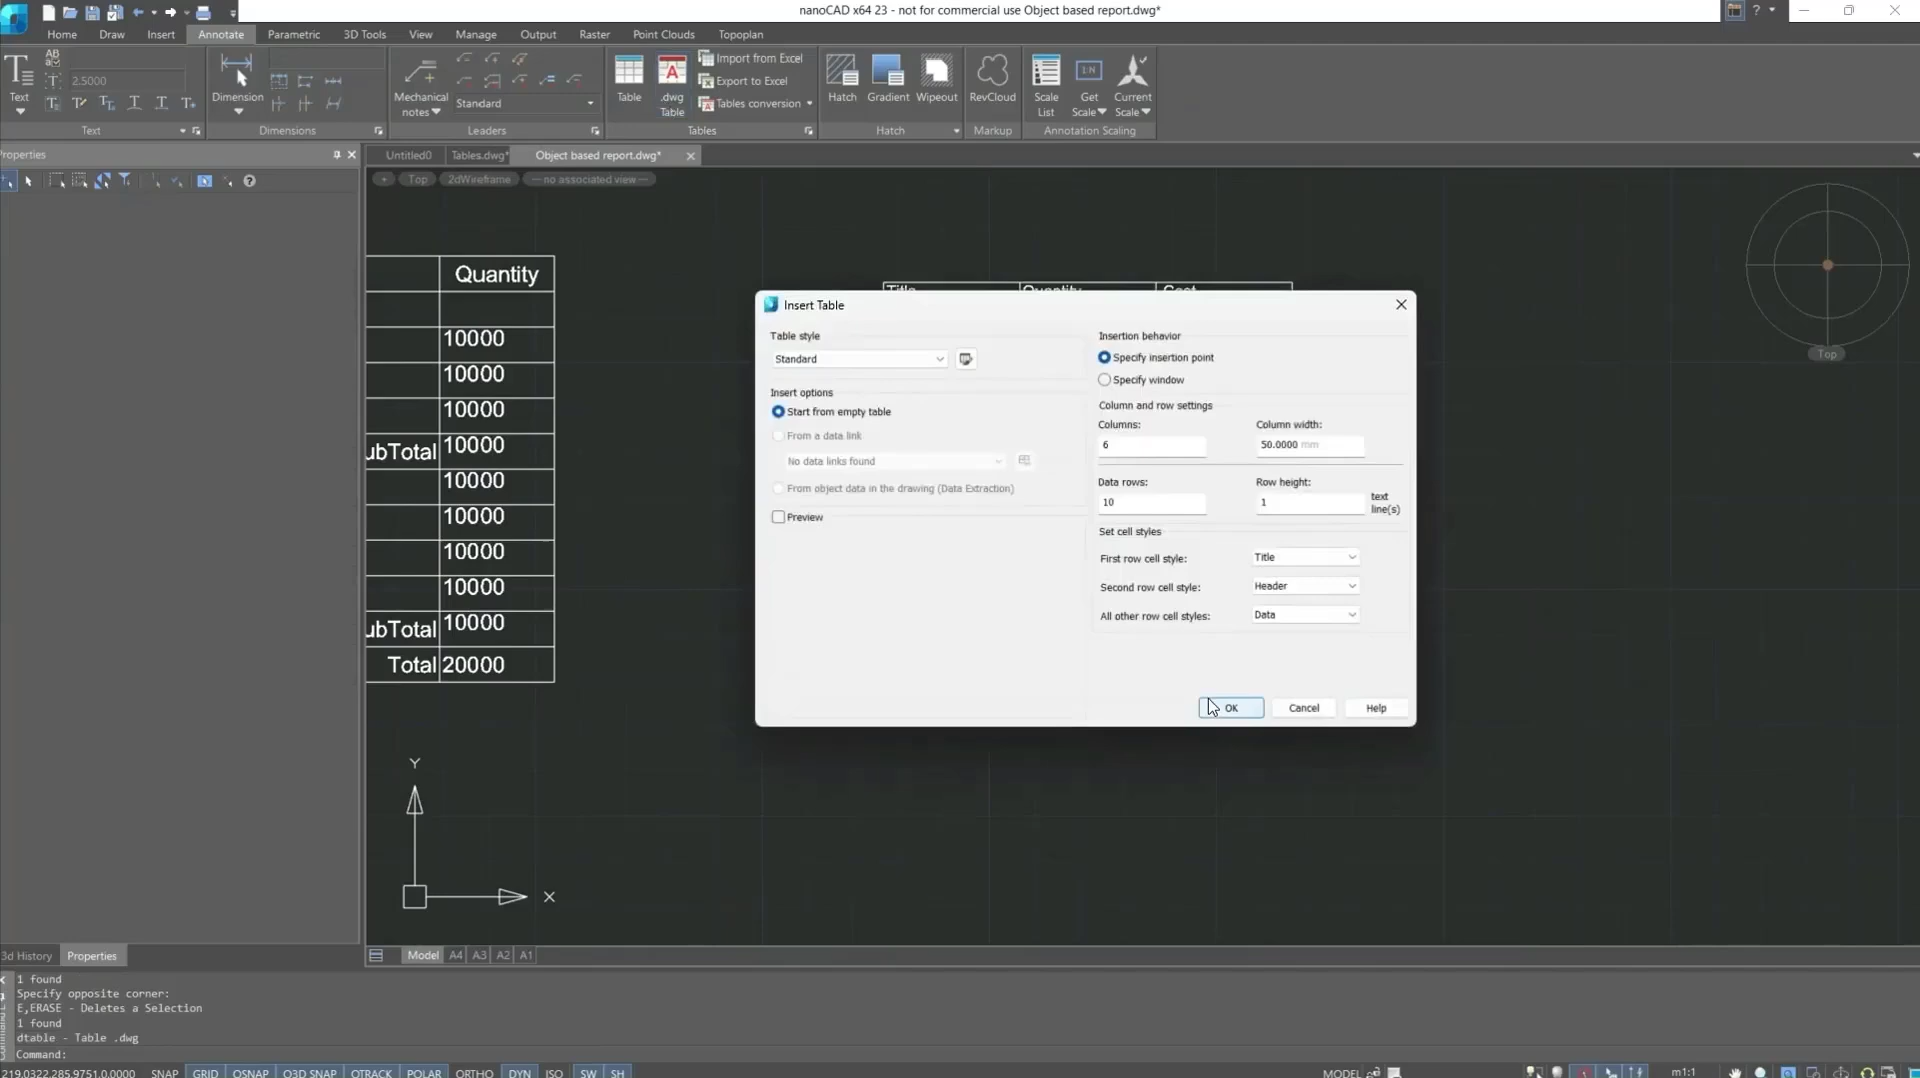 nanoCAD x64 23 - not for commercial use Object based report.dwg*
?
Home Draw Insert Annotate Parametric 3D Tools View Manage Output Raster Point Clouds Topoplan
Text
2.5000
Text
Dimension
Dimensions
Mechanical notes
Standard
Leaders
Table
.dwg Table
Import from Excel
Export to Excel
Tables conversion
Tables
Hatch Gradient Wipeout
Hatch
RevCloud
Markup
Scale List
Get Scale
Current Scale
Annotation Scaling
Properties
Untitled0 Tables.dwg* Object based report.dwg*
+ Top 2dWireframe — no associated view —
Top
Quantity
10000
10000
10000
ubTotal 10000
10000
10000
10000
10000
ubTotal 10000
Total 20000
Title Quantity Cost
Insert Table
Table style
Standard
Insert options
Start from empty table
From a data link
No data links found
From object data in the drawing (Data Extraction)
Preview
Insertion behavior
Specify insertion point
Specify window
Column and row settings
Columns: Column width:
6 50.0000 mm
Data rows: Row height:
10 1 text line(s)
Set cell styles
First row cell style: Title
Second row cell style: Header
All other row cell styles: Data
OK Cancel Help
Y
X
3d History Properties
Model A4 A3 A2 A1
1 found
Specify opposite corner:
E,ERASE - Deletes a Selection
1 found
dtable - Table .dwg
Command:
219.0322,285.9751,0.0000 SNAP GRID OSNAP O3D SNAP OTRACK POLAR ORTHO DYN ISO SW SH
MODEL m1:1